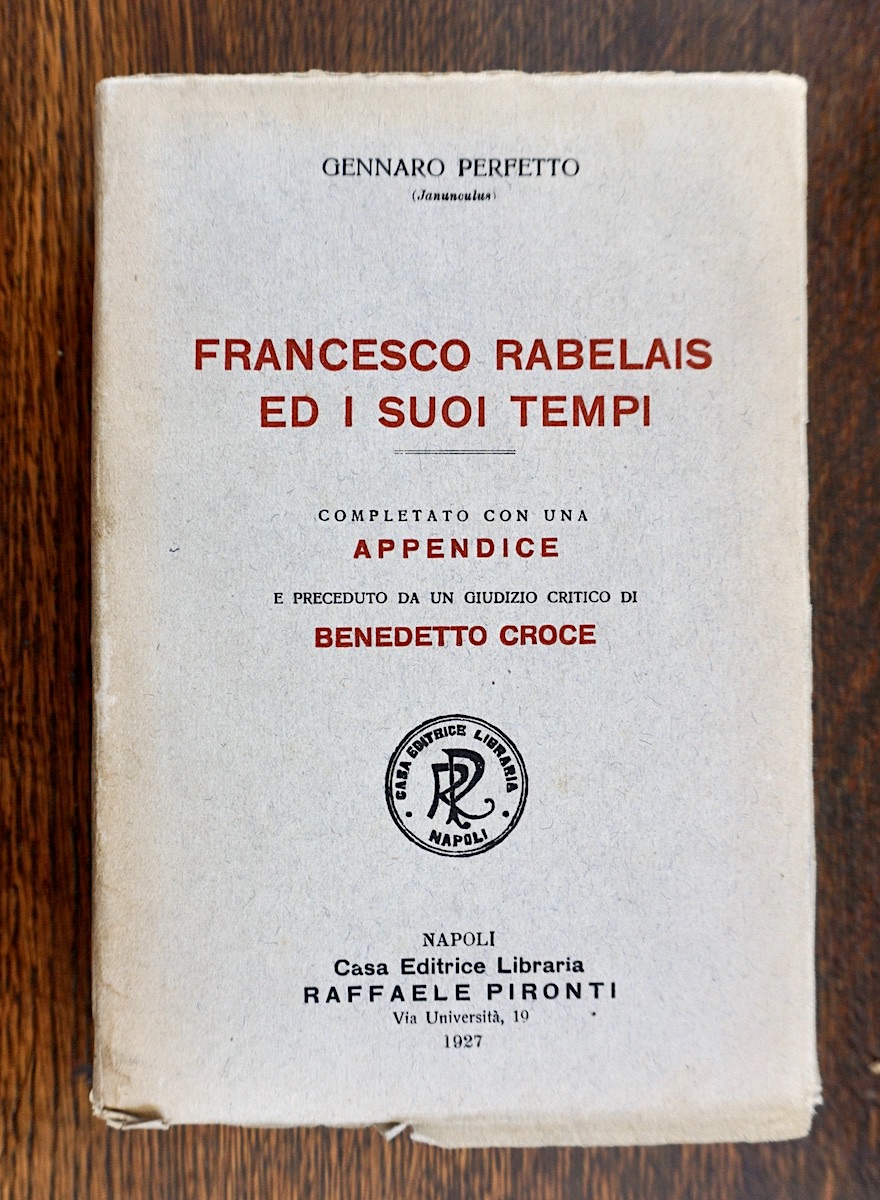 GENNARO PERFETTO
(Janunculus)
FRANCESCO RABELAIS
ED I SUOI TEMPI
COMPLETATO CON UNA
APPENDICE
E PRECEDUTO DA UN GIUDIZIO CRITICO DI
BENEDETTO CROCE
CASA EDITRICE LIBRARIA
RP
NAPOLI
NAPOLI
Casa Editrice Libraria
RAFFAELE PIRONTI
Via Università, 19
1927